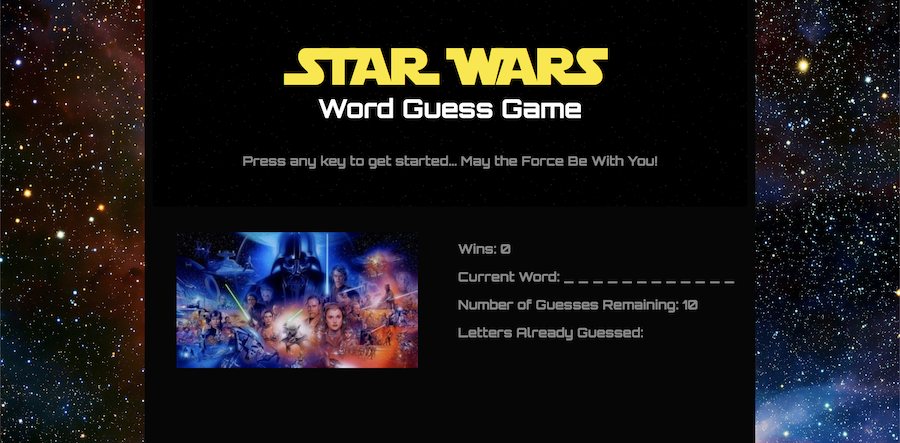 STAR WARS
Word Guess Game
Press any key to get started... May the Force Be With You!
Wins: 0
Current Word: _ _ _ _ _ _ _ _ _ _ _ _
Number of Guesses Remaining: 10
Letters Already Guessed: